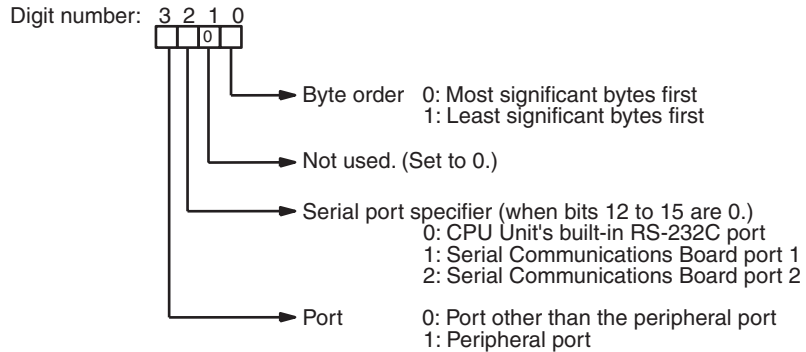 Digit number: 3 2 1 0
0
Byte order 0: Most significant bytes first
1: Least significant bytes first
Not used. (Set to 0.)
Serial port specifier (when bits 12 to 15 are 0.)
0: CPU Unit's built-in RS-232C port
1: Serial Communications Board port 1
2: Serial Communications Board port 2
Port 0: Port other than the peripheral port
1: Peripheral port